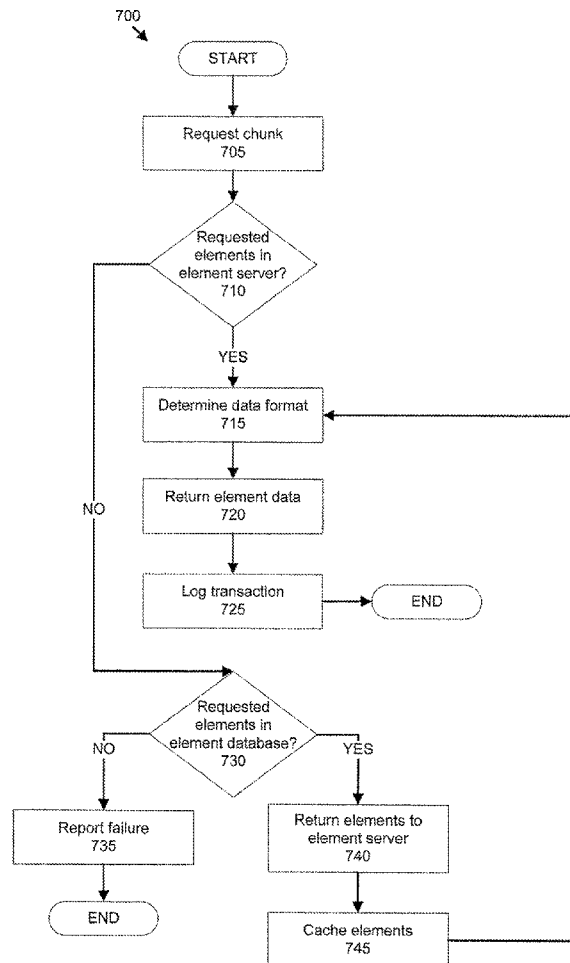 700
START
Request chunk
705
Requested
elements in
element server?
710
YES
Determine data format
715
Return element data
720
NO
Log transaction
725
END
Requested
elements in
element database?
730
NO
YES
Report failure
735
Return elements to
element server
740
END
Cache elements
745